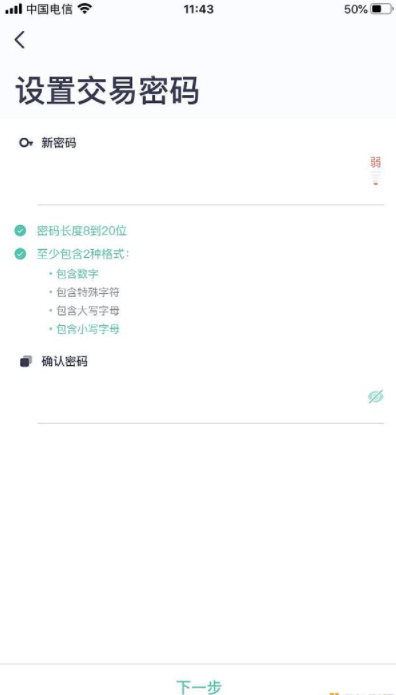 中国电信
11:43
50%
设置交易密码
新密码
弱
密码长度8到20位
至少包含2种格式：
• 包含数字
• 包含特殊字符
• 包含大写字母
• 包含小写字母
确认密码
下一步